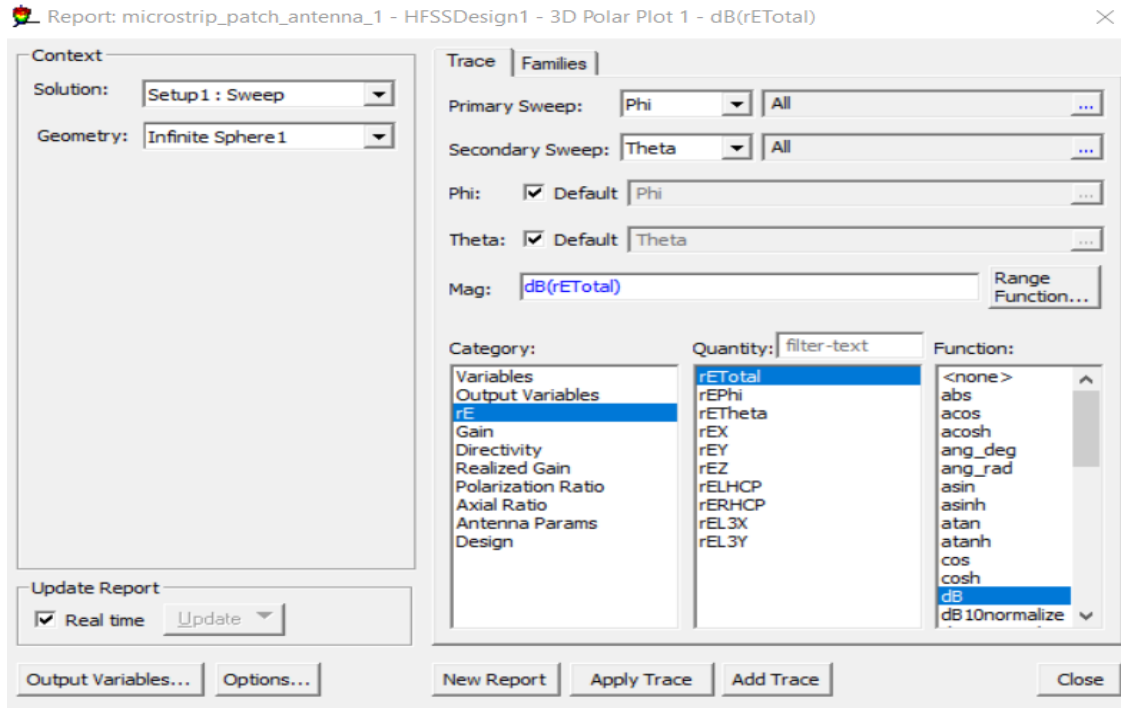 Report: microstrip_patch_antenna_1 - HFSSDesign1 - 3D Polar Plot 1 - dB(rETotal)
Context
Solution: Setup1 : Sweep
Geometry: Infinite Sphere1
Update Report
Real time Update
Output Variables... Options...
Trace Families
Primary Sweep: Phi All ...
Secondary Sweep: Theta All ...
Phi: Default Phi ...
Theta: Default Theta ...
Mag: dB(rETotal) Range
Function...
Category:
Variables
Output Variables
rE
Gain
Directivity
Realized Gain
Polarization Ratio
Axial Ratio
Antenna Params
Design
Quantity: filter-text
rETotal
rEPhi
rETheta
rEX
rEY
rEZ
rELHCP
rERHCP
rEL3X
rEL3Y
Function:
<none>
abs
acos
acosh
ang_deg
ang_rad
asin
asinh
atan
atanh
cos
cosh
dB
dB10normalize
New Report Apply Trace Add Trace Close